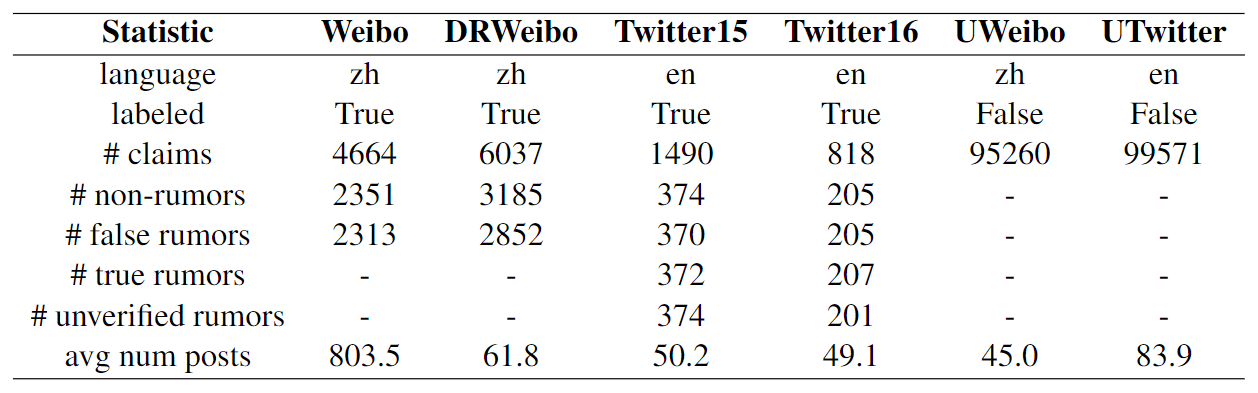 Statistic Weibo DRWeibo Twitter15 Twitter16 UWeibo UTwitter
language zh zh en en zh en
labeled True True True True False False
# claims 4664 6037 1490 818 95260 99571
# non-rumors 2351 3185 374 205 - -
# false rumors 2313 2852 370 205 - -
# true rumors - - 372 207 - -
# unverified rumors - - 374 201 - -
avg num posts 803.5 61.8 50.2 49.1 45.0 83.9